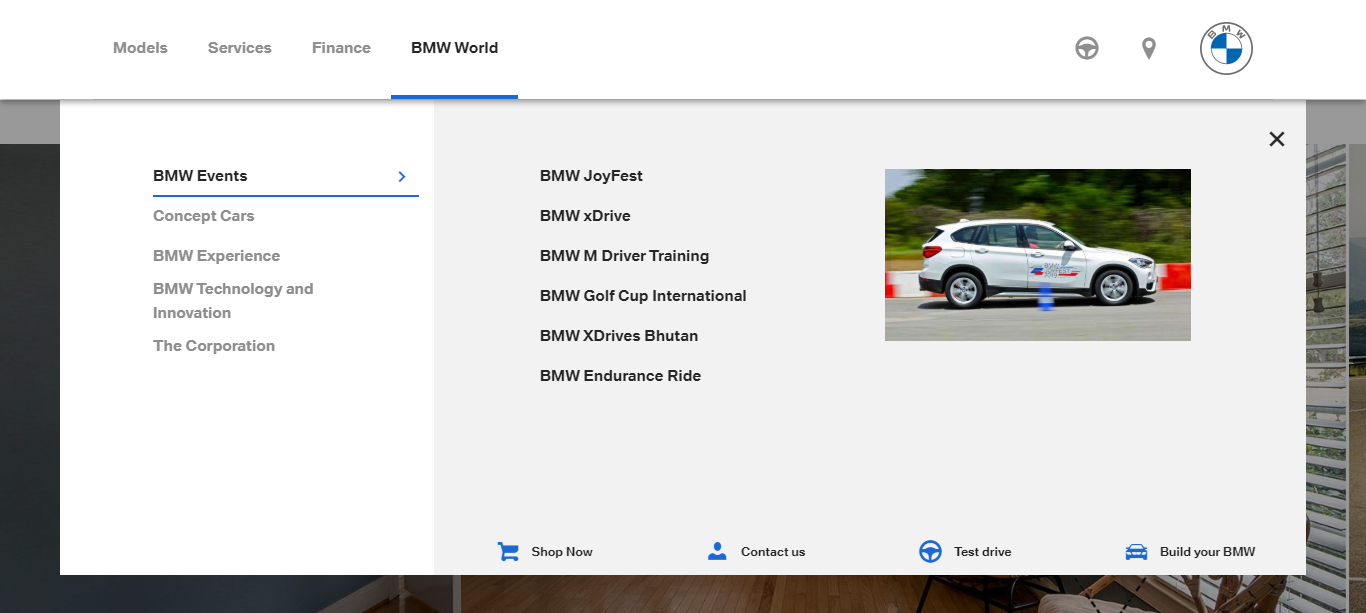 Models
Services
Finance
BMW World
BMW
BMW Events
Concept Cars
BMW Experience
BMW Technology and
Innovation
The Corporation
BMW JoyFest
BMW xDrive
BMW M Driver Training
BMW Golf Cup International
BMW XDrives Bhutan
BMW Endurance Ride
Shop Now
Contact us
Test drive
Build your BMW